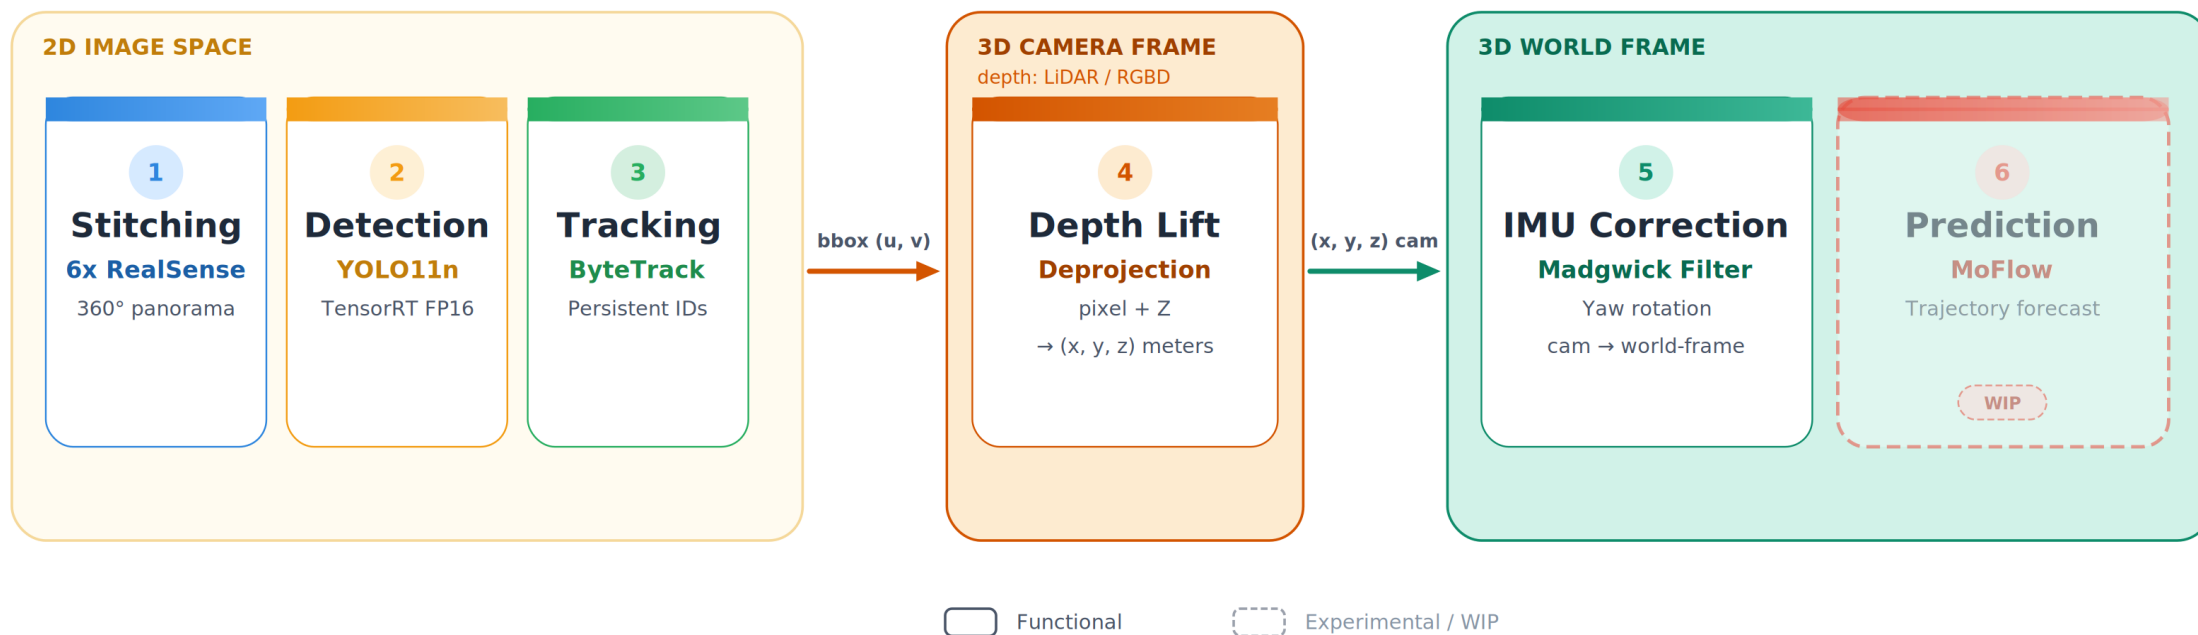 2D IMAGE SPACE
1
Stitching
6x RealSense
360° panorama
2
Detection
YOLO11n
TensorRT FP16
3
Tracking
ByteTrack
Persistent IDs
bbox (u, v)
3D CAMERA FRAME
depth: LiDAR / RGBD
4
Depth Lift
Deprojection
pixel + Z
→ (x, y, z) meters
(x, y, z) cam
3D WORLD FRAME
5
IMU Correction
Madgwick Filter
Yaw rotation
cam → world-frame
6
Prediction
MoFlow
Trajectory forecast
WIP
Functional
Experimental / WIP